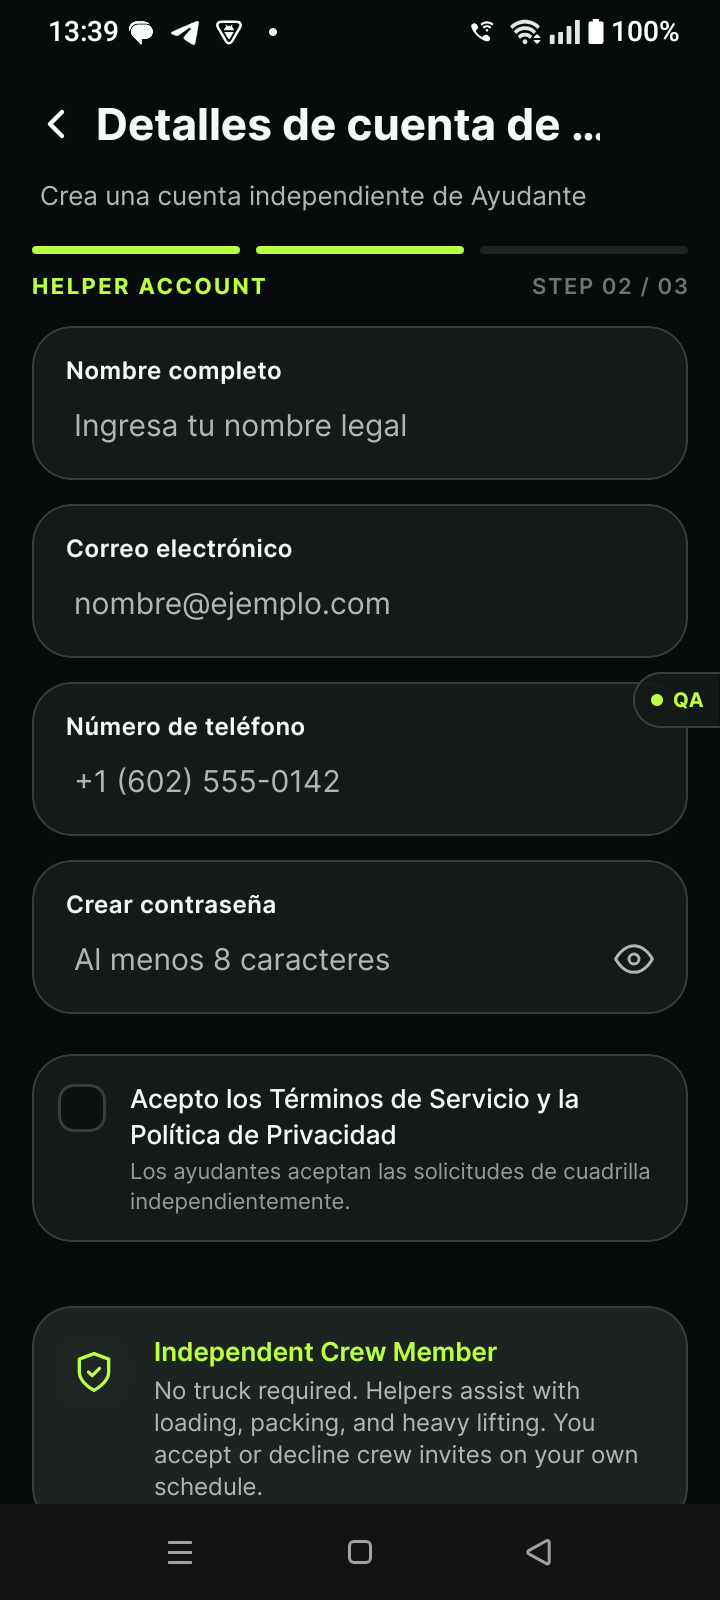 13:39
100%
Detalles de cuenta de ...
Crea una cuenta independiente de Ayudante
HELPER ACCOUNT
STEP 02 / 03
Nombre completo
Ingresa tu nombre legal
Correo electrónico
nombre@ejemplo.com
QA
Número de teléfono
+1 (602) 555-0142
Crear contraseña
Al menos 8 caracteres
Acepto los Términos de Servicio y la
Política de Privacidad
Los ayudantes aceptan las solicitudes de cuadrilla
independientemente.
Independent Crew Member
No truck required. Helpers assist with
loading, packing, and heavy lifting. You
accept or decline crew invites on your own
schedule.